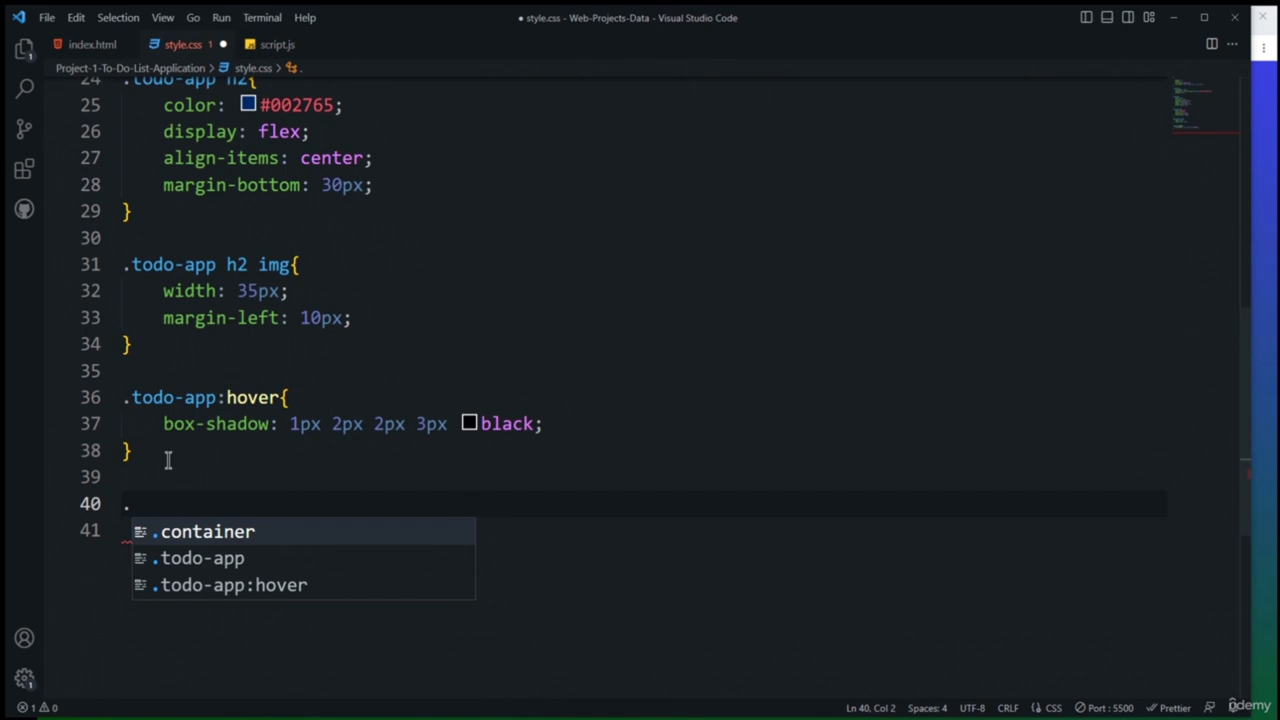 File Edit Selection View Go Run Terminal Help
style.css - Web-Projects-Data - Visual Studio Code
index.html
style.css 1
script.js
Project-1-To-Do-List-Application > style.css > .
24 .todo-app h2{
25 color: #002765;
26 display: flex;
27 align-items: center;
28 margin-bottom: 30px;
29 }
30
31 .todo-app h2 img{
32 width: 35px;
33 margin-left: 10px;
34 }
35
36 .todo-app:hover{
37 box-shadow: 1px 2px 2px 3px black;
38 }
39
40 .
.container
41
.todo-app
.todo-app:hover
1 0
Ln 40, Col 2 Spaces: 4 UTF-8 CRLF CSS Port : 5500 Prettier
ûdemy